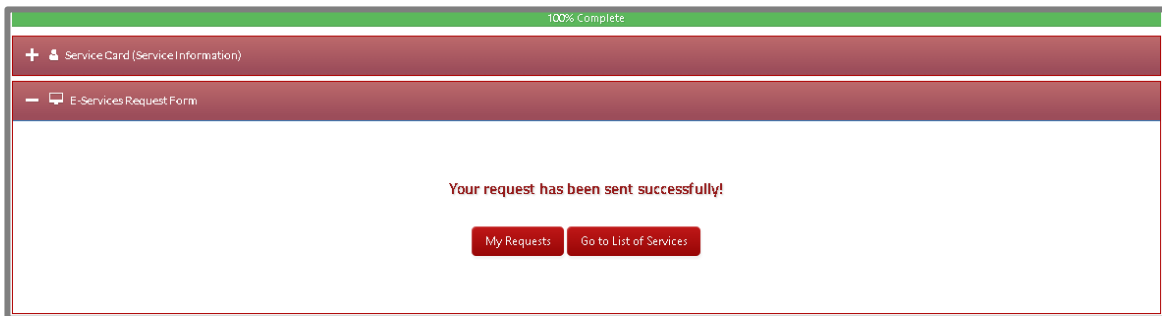 100% Complete
Service Card (Service Information)
E-Services Request Form
Your request has been sent successfully!
My Requests
Go to List of Services